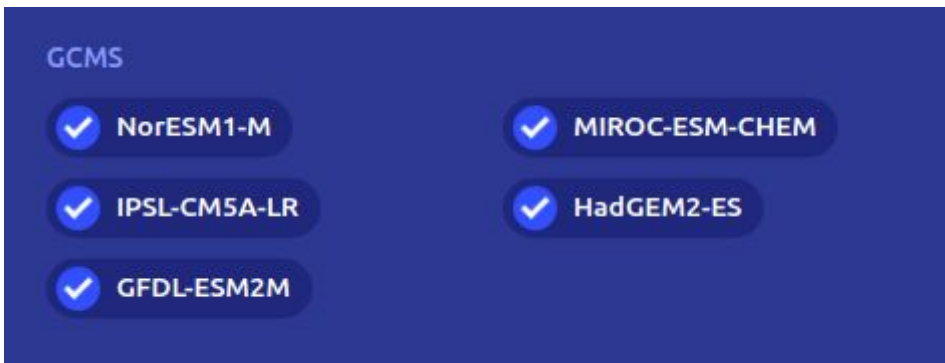 GCMS
NorESM1-M
MIROC-ESM-CHEM
IPSL-CM5A-LR
HadGEM2-ES
GFDL-ESM2M